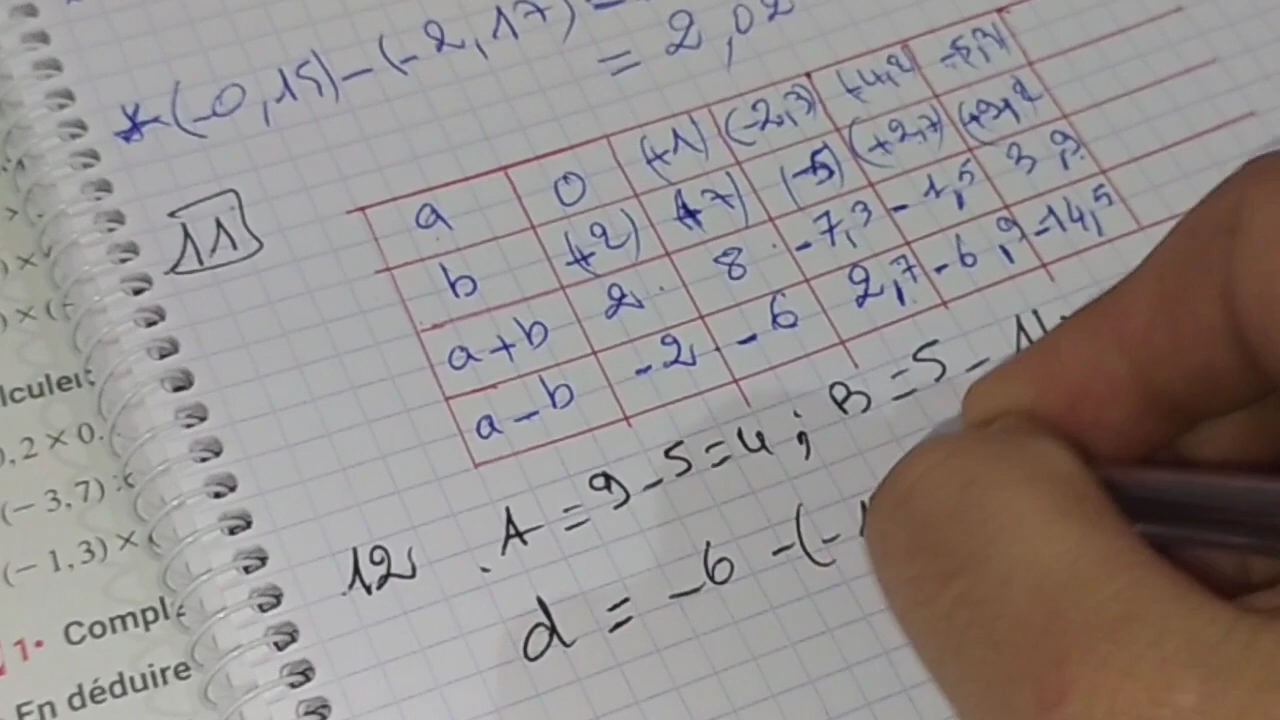 (-0,15)-(-2,17)
= 2,02
11
a 0 (+1) (-2,3)
b (+2) (+7) (-5) (+2,7) (+9,2
a+b 2 8 -7,3 -1,5 3,9
a-b -2 -6 2,7 -6,9 -14,5
12 A = 9-5=4 ; B=5-
d = -6 -(-
lculer
,2 × 0.
(-3,7)
(-1,3) ×
1• Compl
En déduire